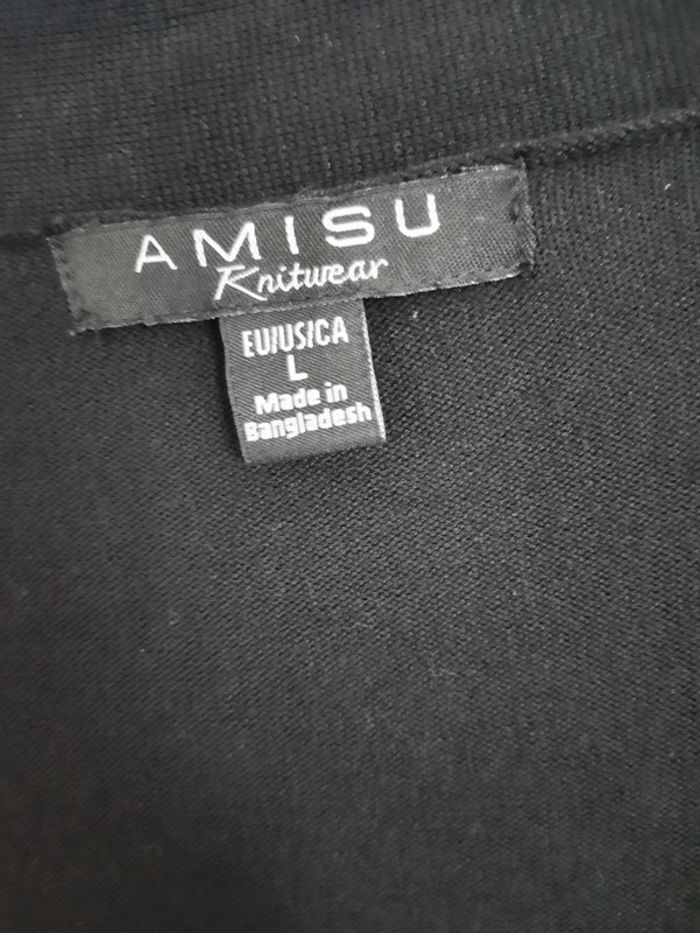 AMISU
Knitwear
EU/US/CA
L
Made in
Bangladesh